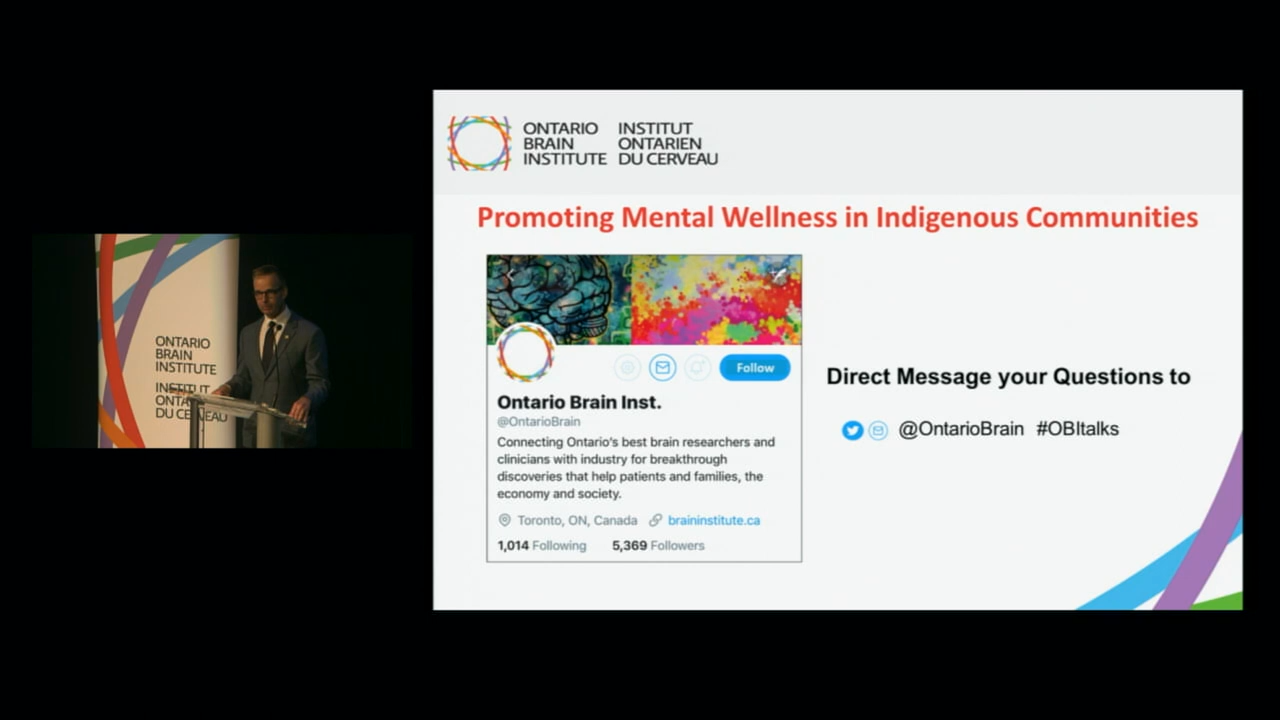 ONTARIO
BRAIN
INSTITUTE
INSTITUT
ONTARIEN
DU CERVEAU
Promoting Mental Wellness in Indigenous Communities
Follow
Ontario Brain Inst.
@OntarioBrain
Connecting Ontario's best brain researchers and
clinicians with industry for breakthrough
discoveries that help patients and families, the
economy and society.
Toronto, ON, Canada braininstitute.ca
1,014 Following 5,369 Followers
Direct Message your Questions to
@OntarioBrain #OBItalks
ONTARIO
BRAIN
INSTITUTE
INSTITUT
DU CERVEAU